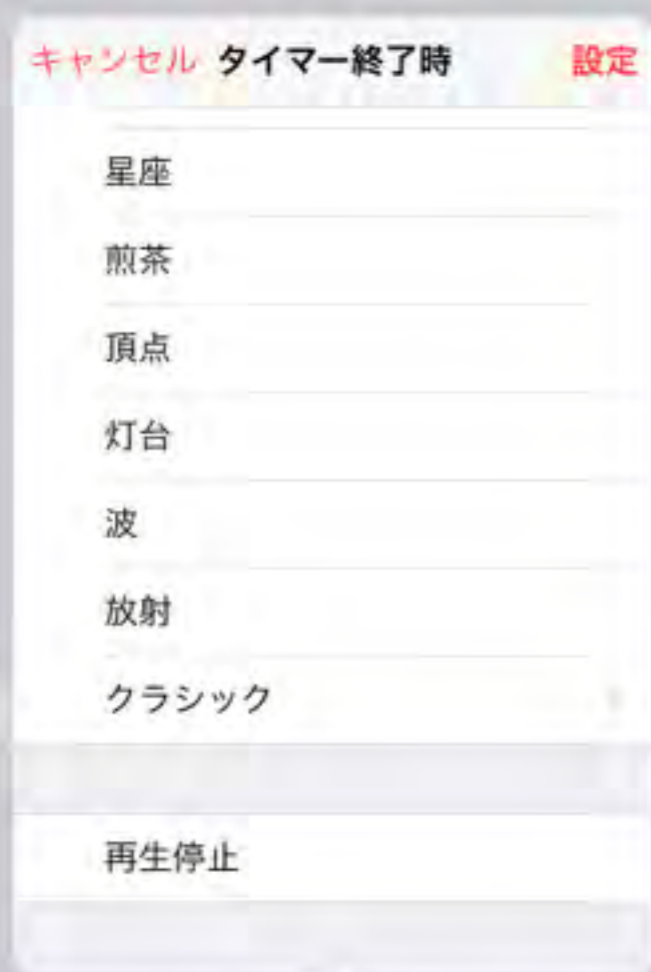 キャンセル タイマー終了時 設定
星座
煎茶
頂点
灯台
波
放射
クラシック
再生停止